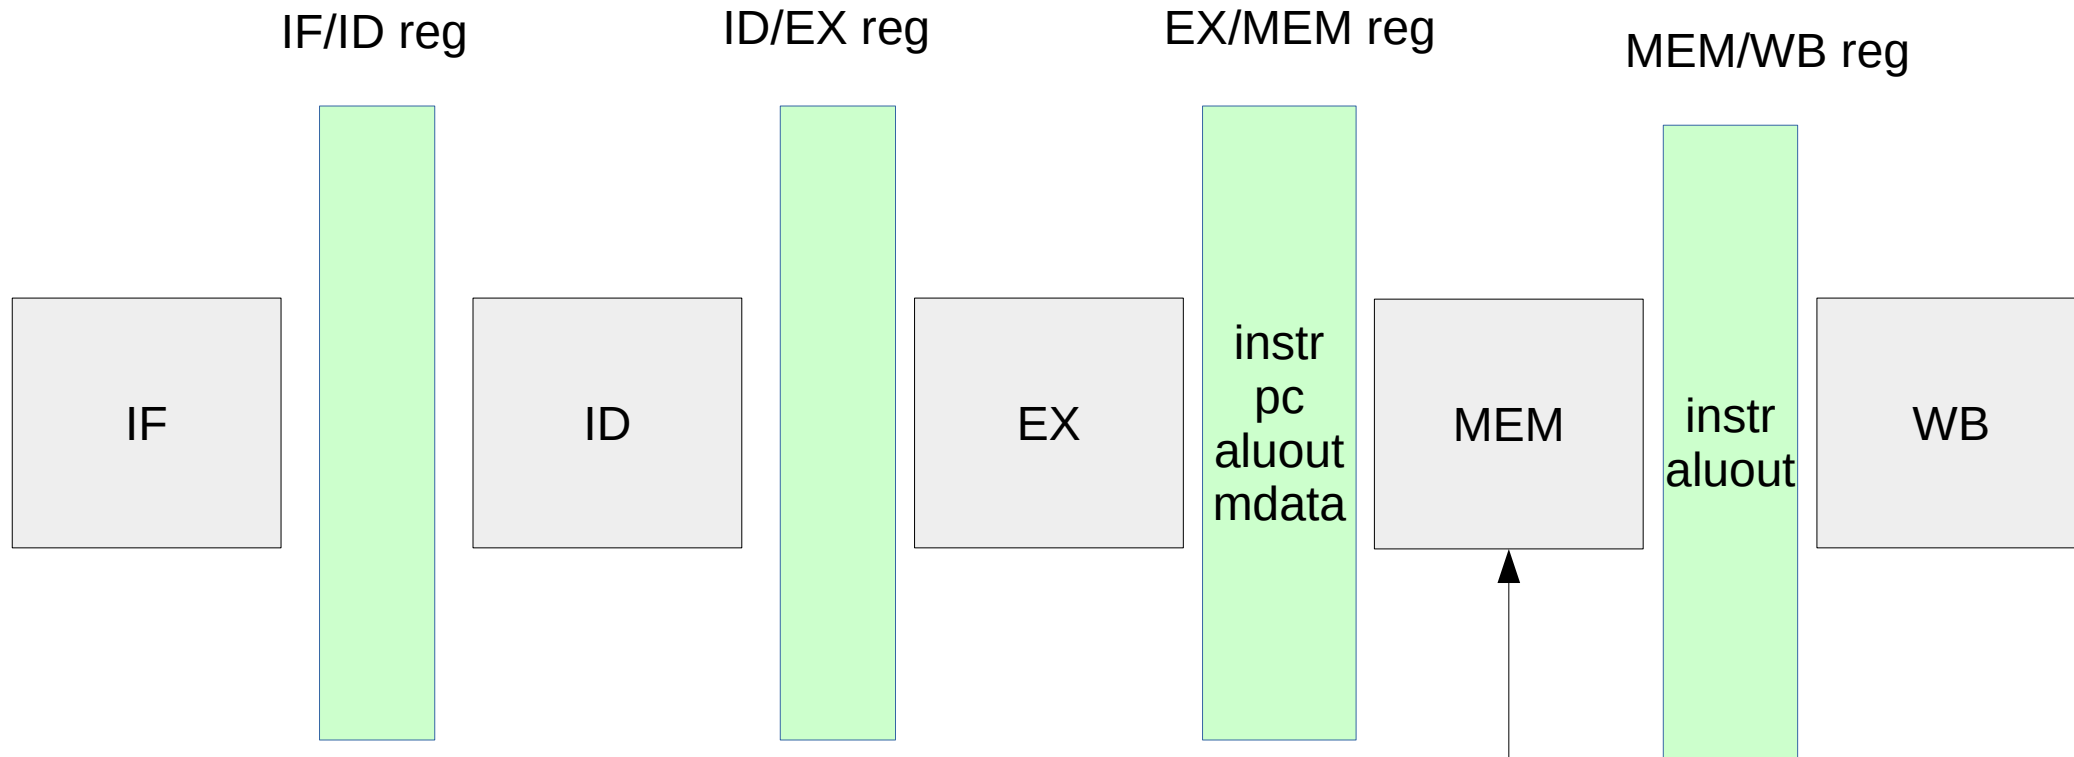 IF/ID reg
ID/EX reg
EX/MEM reg
MEM/WB reg
IF
ID
EX
instr
pc
aluout
mdata
MEM
instr
aluout
WB